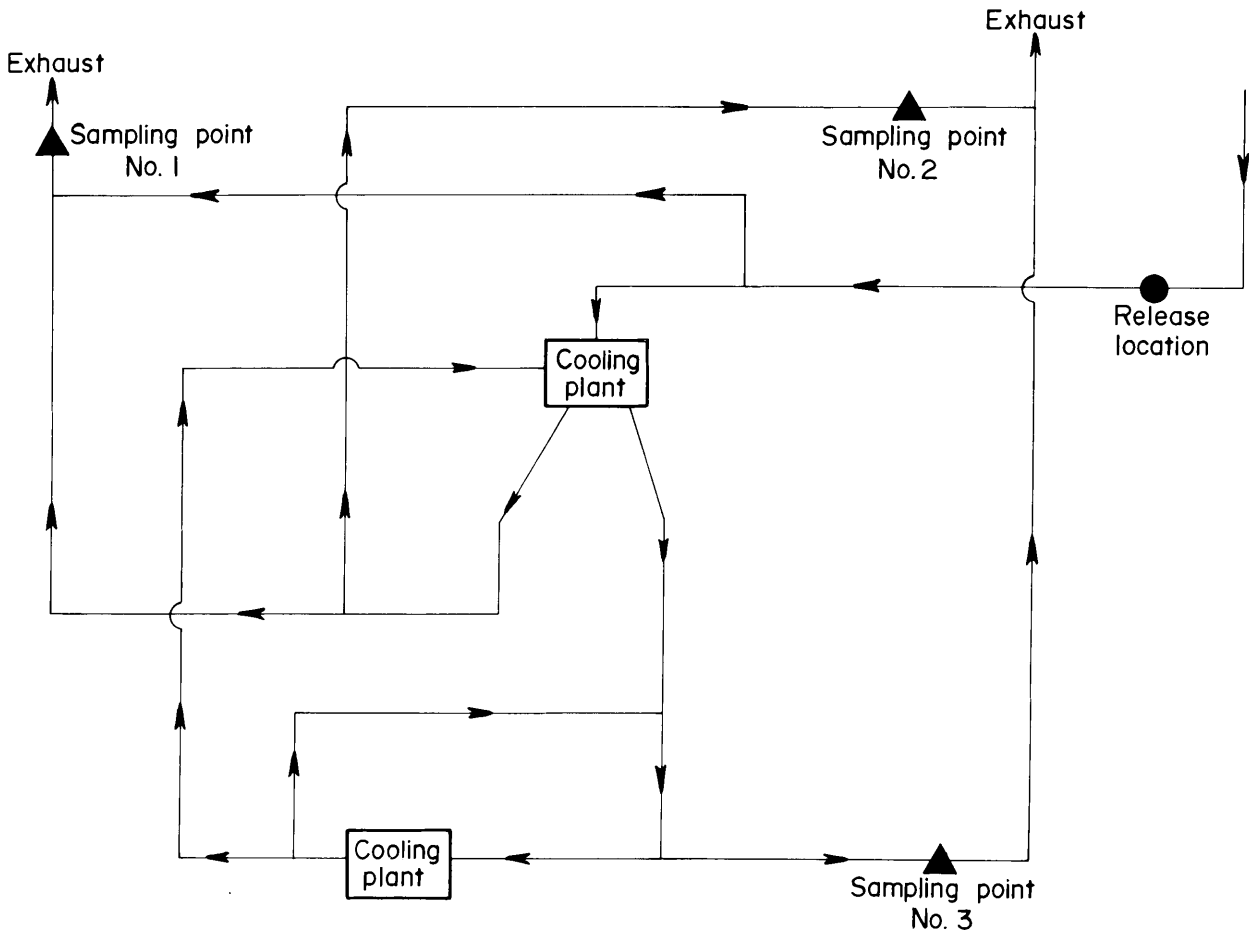 Exhaust
Exhaust
Sampling point
No. 1
Sampling point
No. 2
Release
location
Cooling
plant
Cooling
plant
Sampling point
No. 3